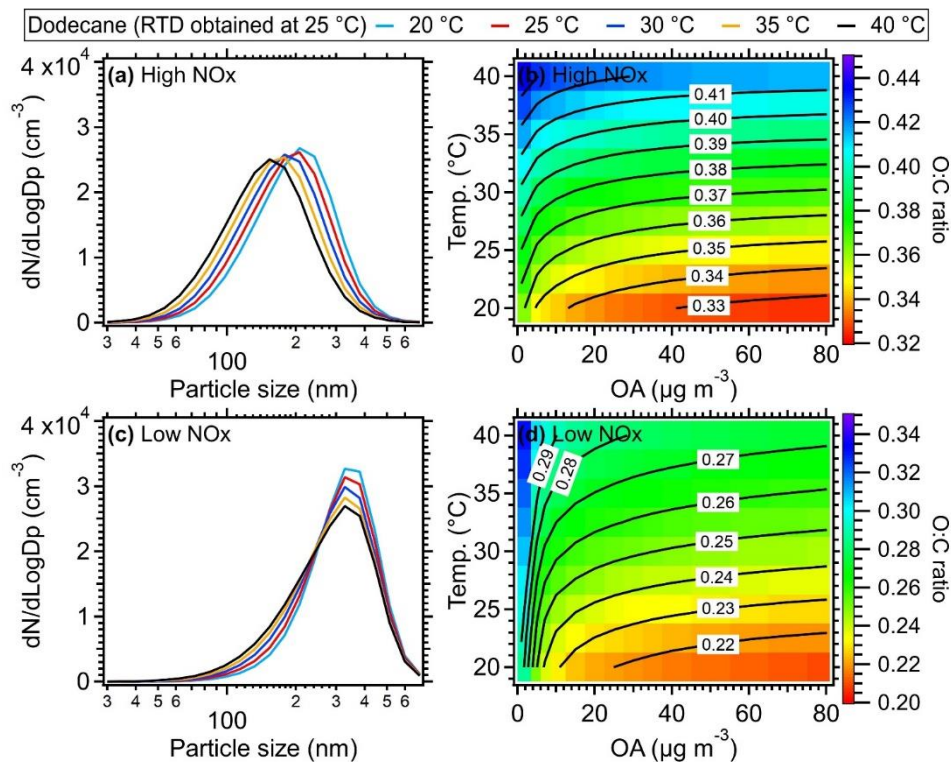 Dodecane (RTD obtained at 25 °C) 20 °C 25 °C 30 °C 35 °C 40 °C
(a) High NOx
4 x10⁴
3
2
1
0
dN/dLogDp (cm⁻³)
3 4 5 6 100 2 3 4 5 6
Particle size (nm)
(b) High NOx
40
35
30
25
20
Temp. (°C)
0.41
0.40
0.39
0.38
0.37
0.36
0.35
0.34
0.33
0 20 40 60 80
OA (µg m⁻³)
0.44
0.42
0.40
0.38
0.36
0.34
0.32
O:C ratio
(c) Low NOx
4 x10⁴
3
2
1
0
dN/dLogDp (cm⁻³)
3 4 5 6 100 2 3 4 5 6
Particle size (nm)
(d) Low NOx
40
35
30
25
20
Temp. (°C)
0.29
0.28
0.27
0.26
0.25
0.24
0.23
0.22
0 20 40 60 80
OA (µg m⁻³)
0.34
0.32
0.30
0.28
0.26
0.24
0.22
0.20
O:C ratio